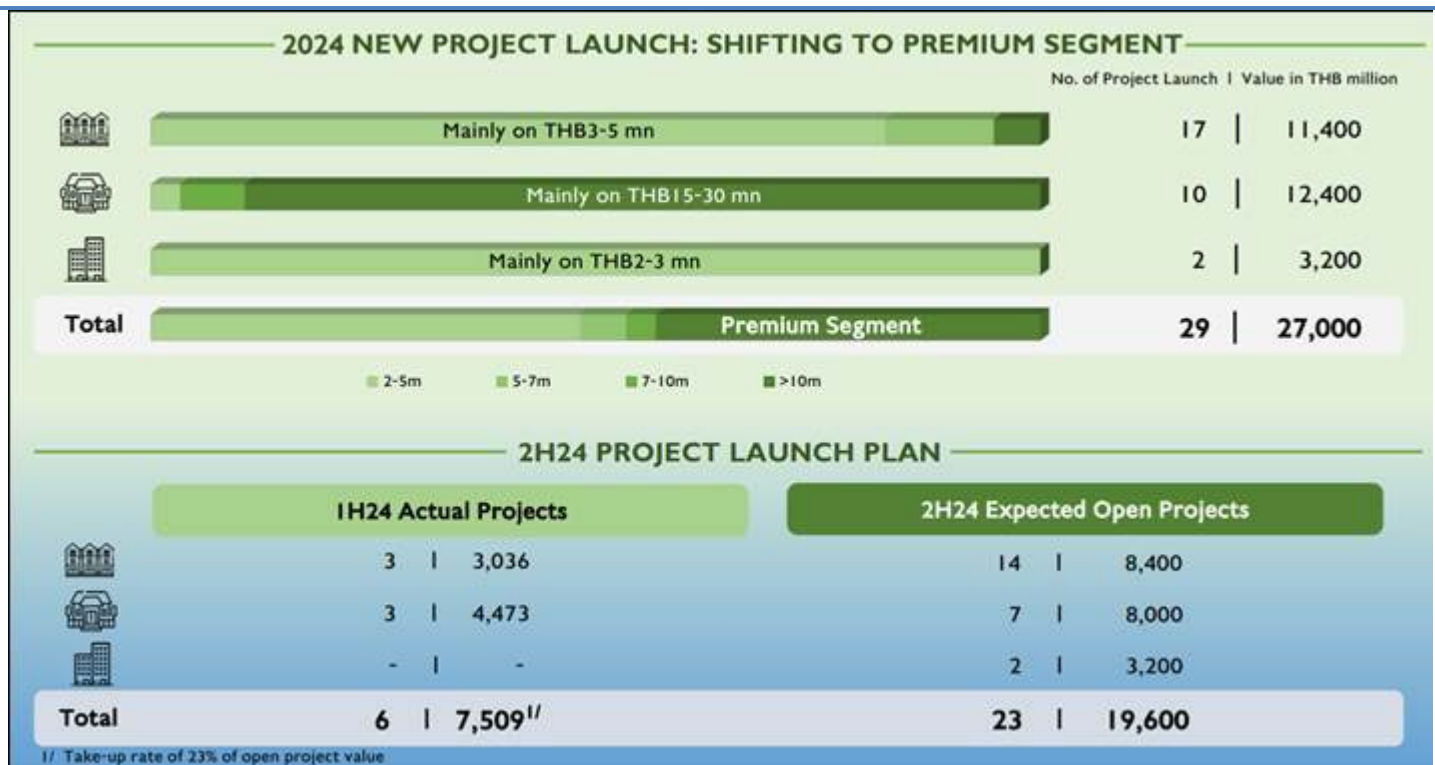 2024 NEW PROJECT LAUNCH: SHIFTING TO PREMIUM SEGMENT
No. of Project Launch | Value in THB million
Mainly on THB3-5 mn 17 | 11,400
Mainly on THB15-30 mn 10 | 12,400
Mainly on THB2-3 mn 2 | 3,200
Total Premium Segment 29 | 27,000
2-5m 5-7m 7-10m >10m
2H24 PROJECT LAUNCH PLAN
1H24 Actual Projects 2H24 Expected Open Projects
3 | 3,036 14 | 8,400
3 | 4,473 7 | 8,000
- | - 2 | 3,200
Total 6 | 7,509 1/ 23 | 19,600
1/ Take-up rate of 23% of open project value